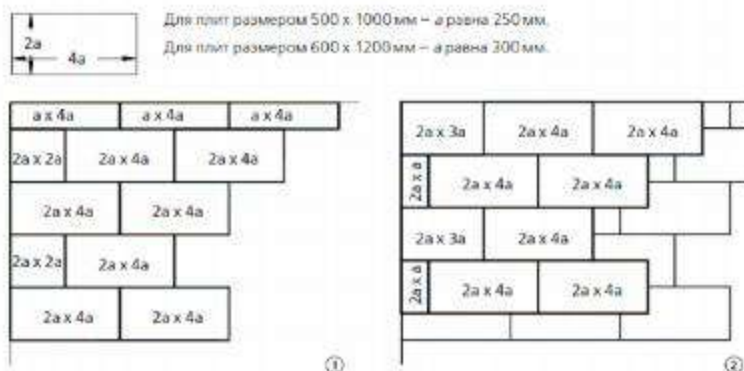 Для плит размером 500 x 1000 мм – а равна 250 мм.
2a
4a
Для плит размером 600 x 1200 мм – а равна 300 мм.
a x 4a a x 4a a x 4a
2a x 2a 2a x 4a 2a x 4a
2a x 4a 2a x 4a
2a x 2a 2a x 4a
2a x 4a 2a x 4a
1
2a x 3a 2a x 4a 2a x 4a
2a x a 2a x 4a 2a x 4a
2a x 3a 2a x 4a
2a x a 2a x 4a 2a x 4a
2